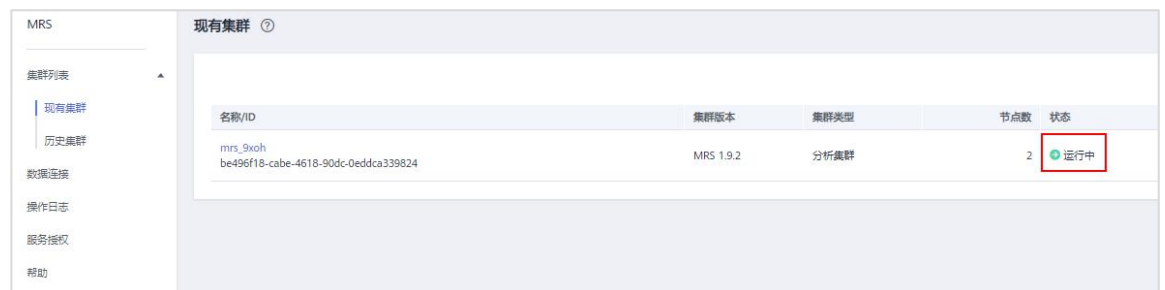 MRS
集群列表
现有集群
历史集群
数据连接
操作日志
服务授权
帮助
现有集群
名称/ID 集群版本 集群类型 节点数 状态
mrs_9xoh
be496f18-cabe-4618-90dc-0eddca339824
MRS 1.9.2 分析集群 2 运行中